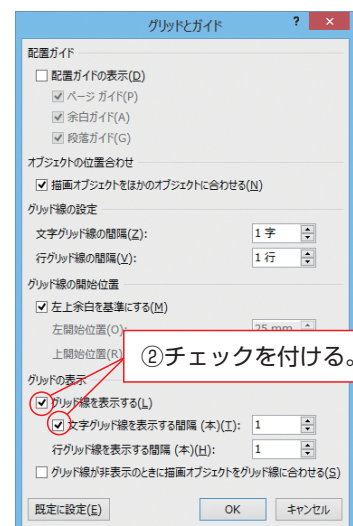 グリッドとガイド ? ×
配置ガイド
配置ガイドの表示(D)
ページ ガイド(P)
余白ガイド(A)
段落ガイド(G)
オブジェクトの位置合わせ
描画オブジェクトをほかのオブジェクトに合わせる(N)
グリッド線の設定
文字グリッド線の間隔(Z): 1 字
行グリッド線の間隔(V): 1 行
グリッド線の開始位置
左上余白を基準にする(M)
左開始位置(O): 25 mm
上開始位置(R)
②チェックを付ける。
グリッドの表示
グリッド線を表示する(L)
文字グリッド線を表示する間隔 (本)(T): 1
行グリッド線を表示する間隔 (本)(H): 1
グリッド線が非表示のときに描画オブジェクトをグリッド線に合わせる(S)
既定に設定(E) OK キャンセル